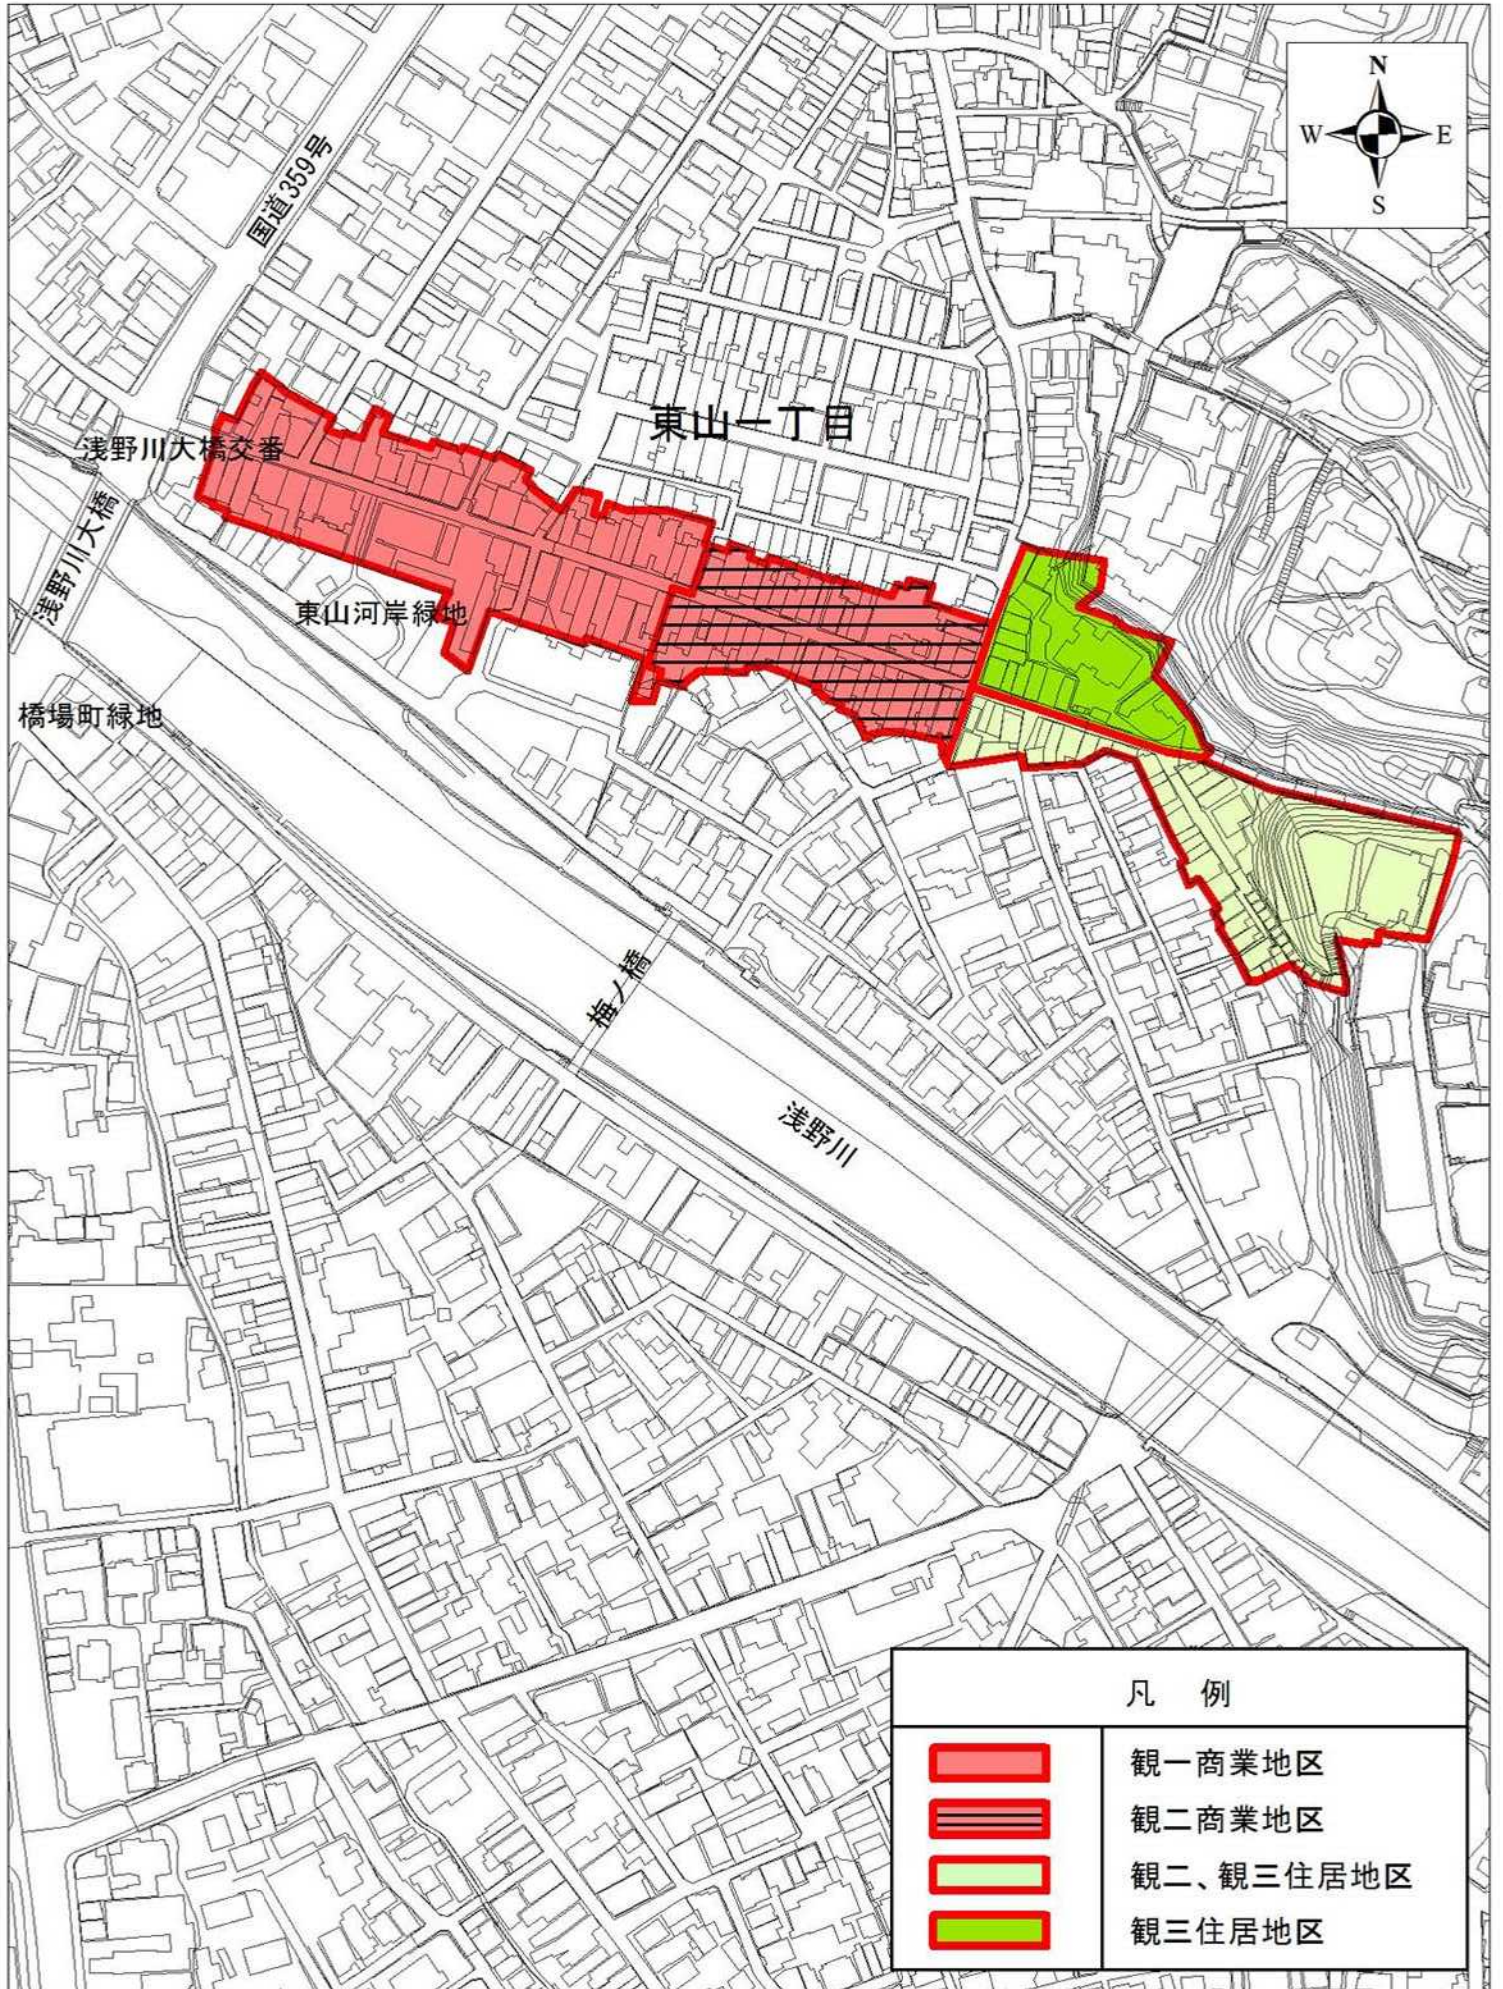 N
W
E
S
国道359号
東山一丁目
浅野川大橋交番
浅野川大橋
東山河岸緑地
橋場町緑地
梅ノ橋
浅野川
凡 例
観一商業地区
観二商業地区
観二、観三住居地区
観三住居地区